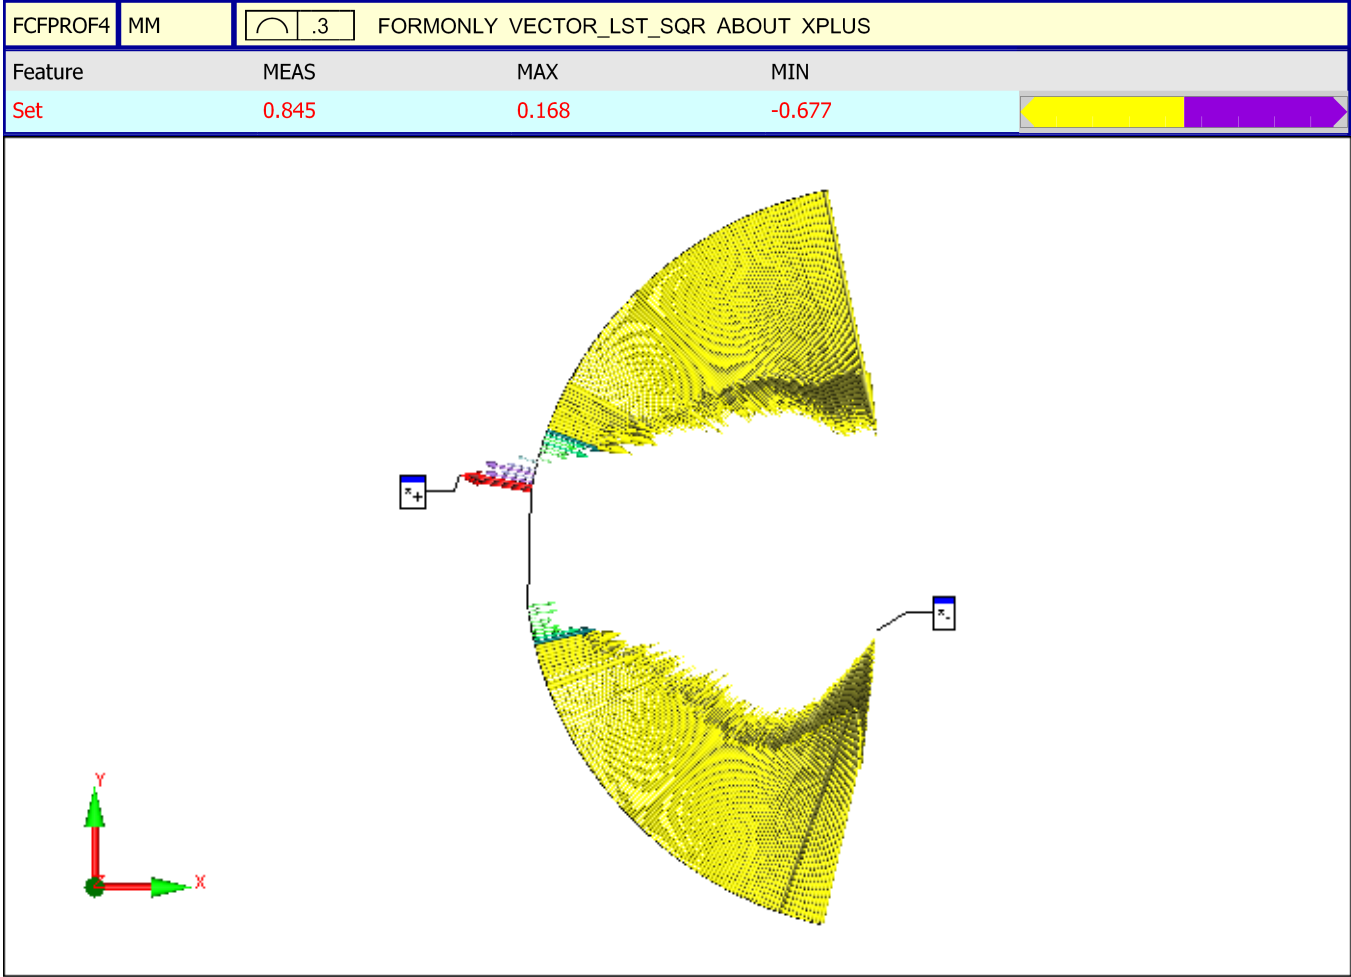 FCFPROF4 MM .3 FORMONLY VECTOR_LST_SQR ABOUT XPLUS
Feature MEAS MAX MIN
Set 0.845 0.168 -0.677
x+
x-
Y
X